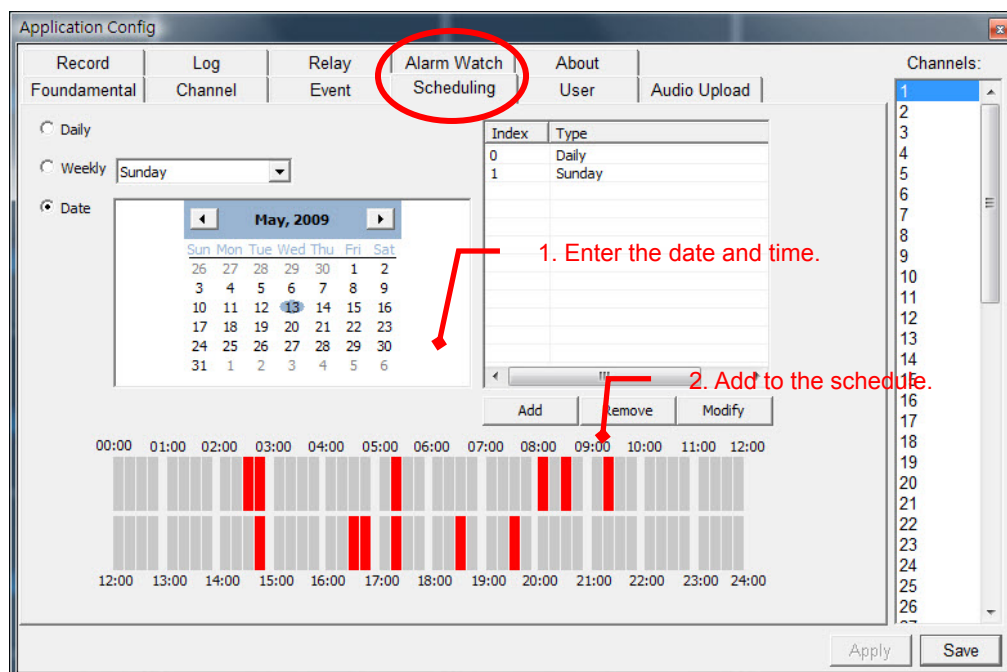 Application Config
Record Log Relay Alarm Watch About
Foundamental Channel Event Scheduling User Audio Upload
Channels:
Daily
Weekly Sunday
Date
May, 2009
Sun Mon Tue Wed Thu Fri Sat
26 27 28 29 30 1 2
3 4 5 6 7 8 9
10 11 12 13 14 15 16
17 18 19 20 21 22 23
24 25 26 27 28 29 30
31 1 2 3 4 5 6
Index Type
0 Daily
1 Sunday
1. Enter the date and time.
2. Add to the schedule.
Add Remove Modify
00:00 01:00 02:00 03:00 04:00 05:00 06:00 07:00 08:00 09:00 10:00 11:00 12:00
12:00 13:00 14:00 15:00 16:00 17:00 18:00 19:00 20:00 21:00 22:00 23:00 24:00
1
2
3
4
5
6
7
8
9
10
11
12
13
14
15
16
17
18
19
20
21
22
23
24
25
26
Apply Save